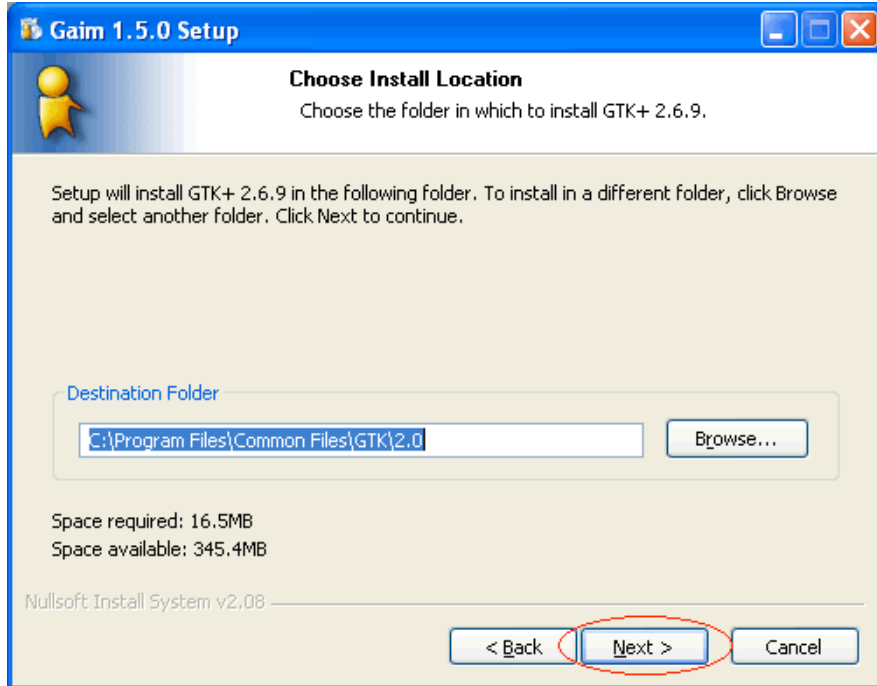 Gaim 1.5.0 Setup
Choose Install Location
Choose the folder in which to install GTK+ 2.6.9.
Setup will install GTK+ 2.6.9 in the following folder. To install in a different folder, click Browse
and select another folder. Click Next to continue.
Destination Folder
C:\Program Files\Common Files\GTK\2.0
Browse...
Space required: 16.5MB
Space available: 345.4MB
Nullsoft Install System v2.08
< Back Next > Cancel